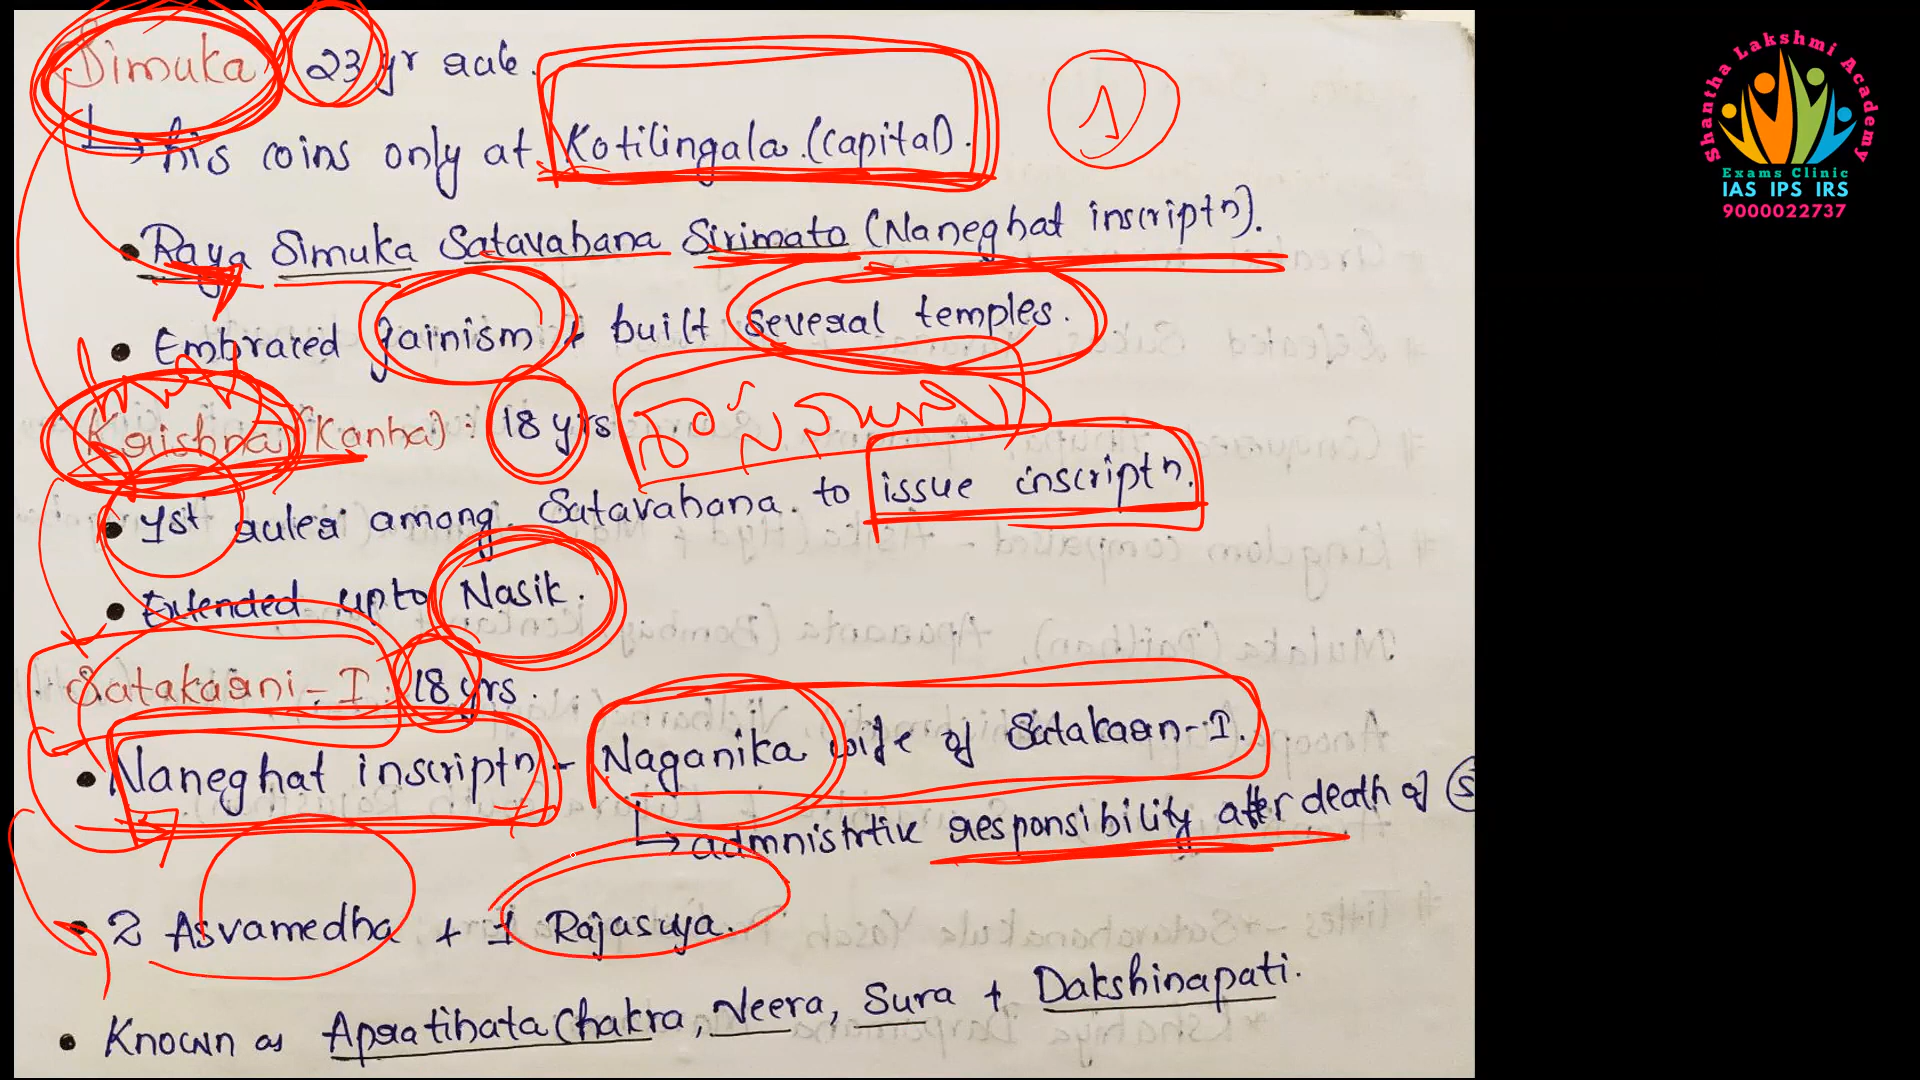 Simuka 23 yr rule.
↳ his coins only at Kotilingala (capital).
1
• Raya Simuka Satavahana Sirimato (Naneghat inscriptn).
• Embraced Jainism + built several temples.
Krishna (Kanha): 18 yrs
• 1st ruler among Satavahana to issue inscriptn.
• Extended upto Nasik.
Satakarni-I: 18 yrs.
• Naneghat inscriptn - Naganika wife of Satakarn-I.
↳ admnistrtive responsibility after death of S
• 2 Asvamedha + 1 Rajasuya.
• Known as Apratihata Chakra, Veera, Sura + Dakshinapati.
Shantha Lakshmi Academy
Exams Clinic
IAS IPS IRS
9000022737